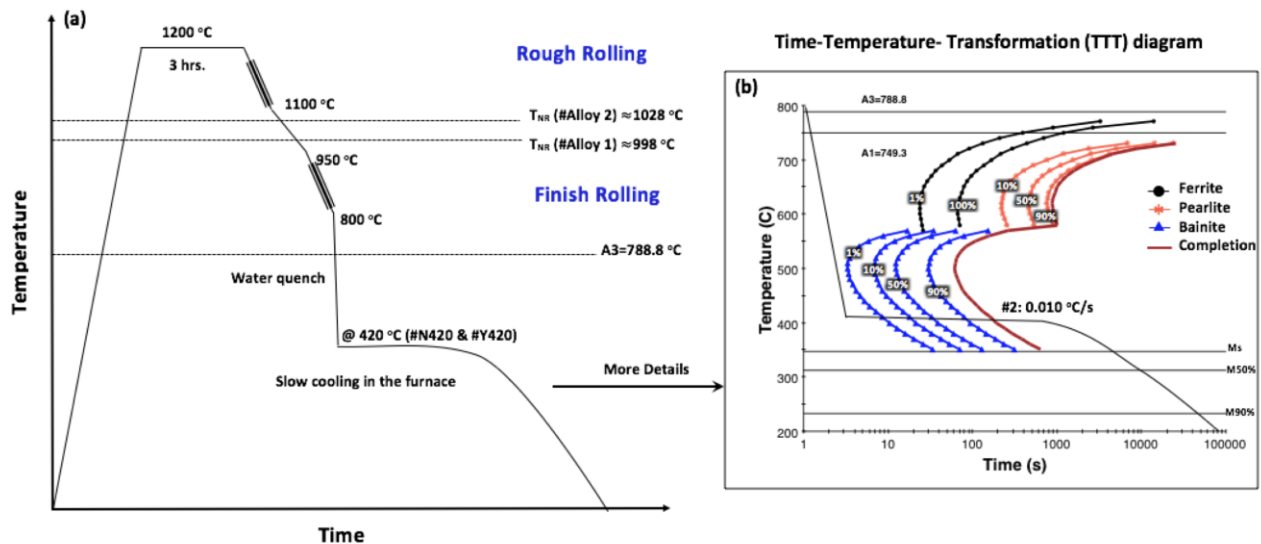 (a)
1200 °C
3 hrs.
Rough Rolling
1100 °C
TNR (#Alloy 2) ≈1028 °C
TNR (#Alloy 1) ≈998 °C
950 °C
Finish Rolling
800 °C
A3=788.8 °C
Water quench
@ 420 °C (#N420 & #Y420)
Slow cooling in the furnace
More Details
Temperature
Time
Time-Temperature- Transformation (TTT) diagram
(b)
800
700
600
500
400
300
200
A3=788.8
A1=749.3
1%
100%
10%
50%
90%
1%
10%
50%
90%
Ferrite
Pearlite
Bainite
Completion
#2: 0.010 °C/s
Ms
M50%
M90%
1
10
100
1000
10000
100000
Temperature (C)
Time (s)